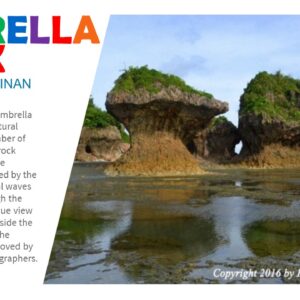 RELLA
INAN
mbrella
tural
ber of
rock
e
ed by the
l waves
h the
ue view
side the
he
oved by
graphers.
Copyright 2016 by